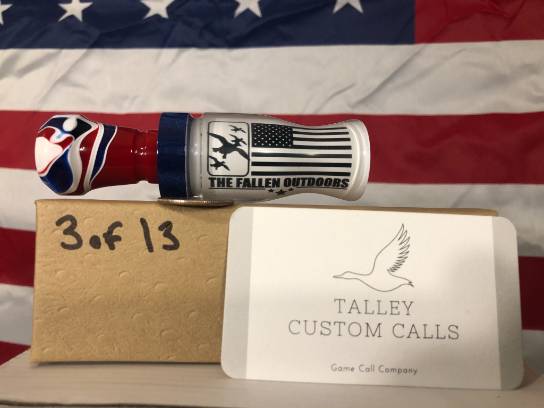 THE FALLEN OUTDOORS
3 of 13
TALLEY
CUSTOM CALLS
Game Call Company